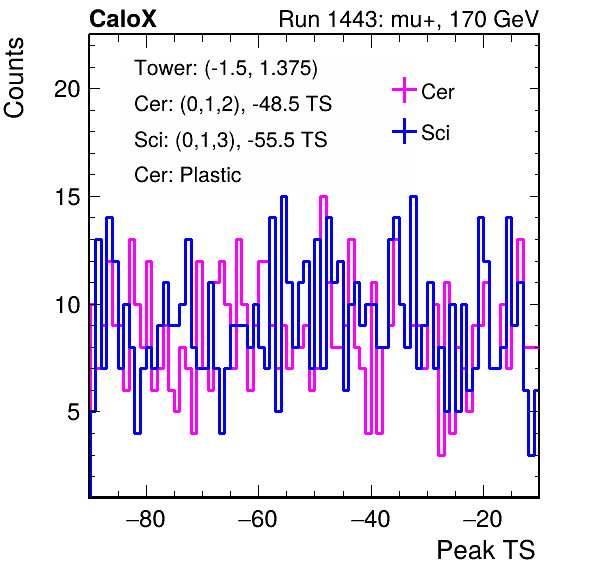 CaloX Run 1443: mu+, 170 GeV
Counts
Tower: (-1.5, 1.375)
Cer: (0,1,2), -48.5 TS
Sci: (0,1,3), -55.5 TS
Cer: Plastic
Cer
Sci
20
15
10
5
−80 −60 −40 −20
Peak TS